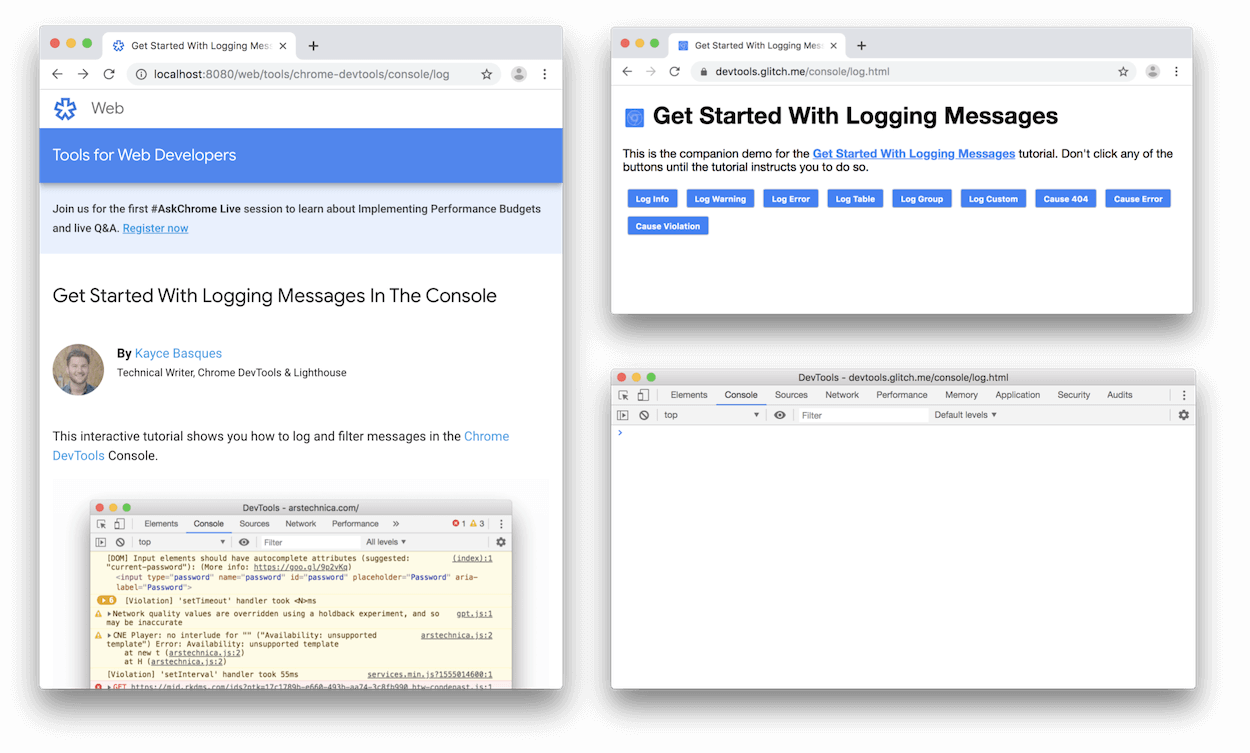 Get Started With Logging Mess
localhost:8080/web/tools/chrome-devtools/console/log
Web
Tools for Web Developers
Join us for the first #AskChrome Live session to learn about Implementing Performance Budgets
and live Q&A. Register now
Get Started With Logging Messages In The Console
By Kayce Basques
Technical Writer, Chrome DevTools & Lighthouse
This interactive tutorial shows you how to log and filter messages in the Chrome
DevTools Console.
DevTools - arstechnica.com/
Elements Console Sources Network Performance » 1 3
top Filter All levels
[DOM] Input elements should have autocomplete attributes (suggested: (index):1
"current-password"): (More info: https://goo.gl/9p2vKq)
<input type="password" name="password" id="password" placeholder="Password" aria-
label="Password">
6 [Violation] 'setTimeout' handler took <N>ms
Network quality values are overridden using a holdback experiment, and so gpt.js:1
may be inaccurate
CNE Player: no interlude for "" ("Availability: unsupported arstechnica.js:2
template") Error: Availability: unsupported template
at new t (arstechnica.js:2)
at H (arstechnica.js:2)
[Violation] 'setInterval' handler took 55ms services.min.js?1555014600:1
GET
Get Started With Logging Mess
devtools.glitch.me/console/log.html
Get Started With Logging Messages
This is the companion demo for the Get Started With Logging Messages tutorial. Don't click any of the
buttons until the tutorial instructs you to do so.
Log Info Log Warning Log Error Log Table Log Group Log Custom Cause 404 Cause Error
Cause Violation
DevTools - devtools.glitch.me/console/log.html
Elements Console Sources Network Performance Memory Application Security Audits
top Filter Default levels